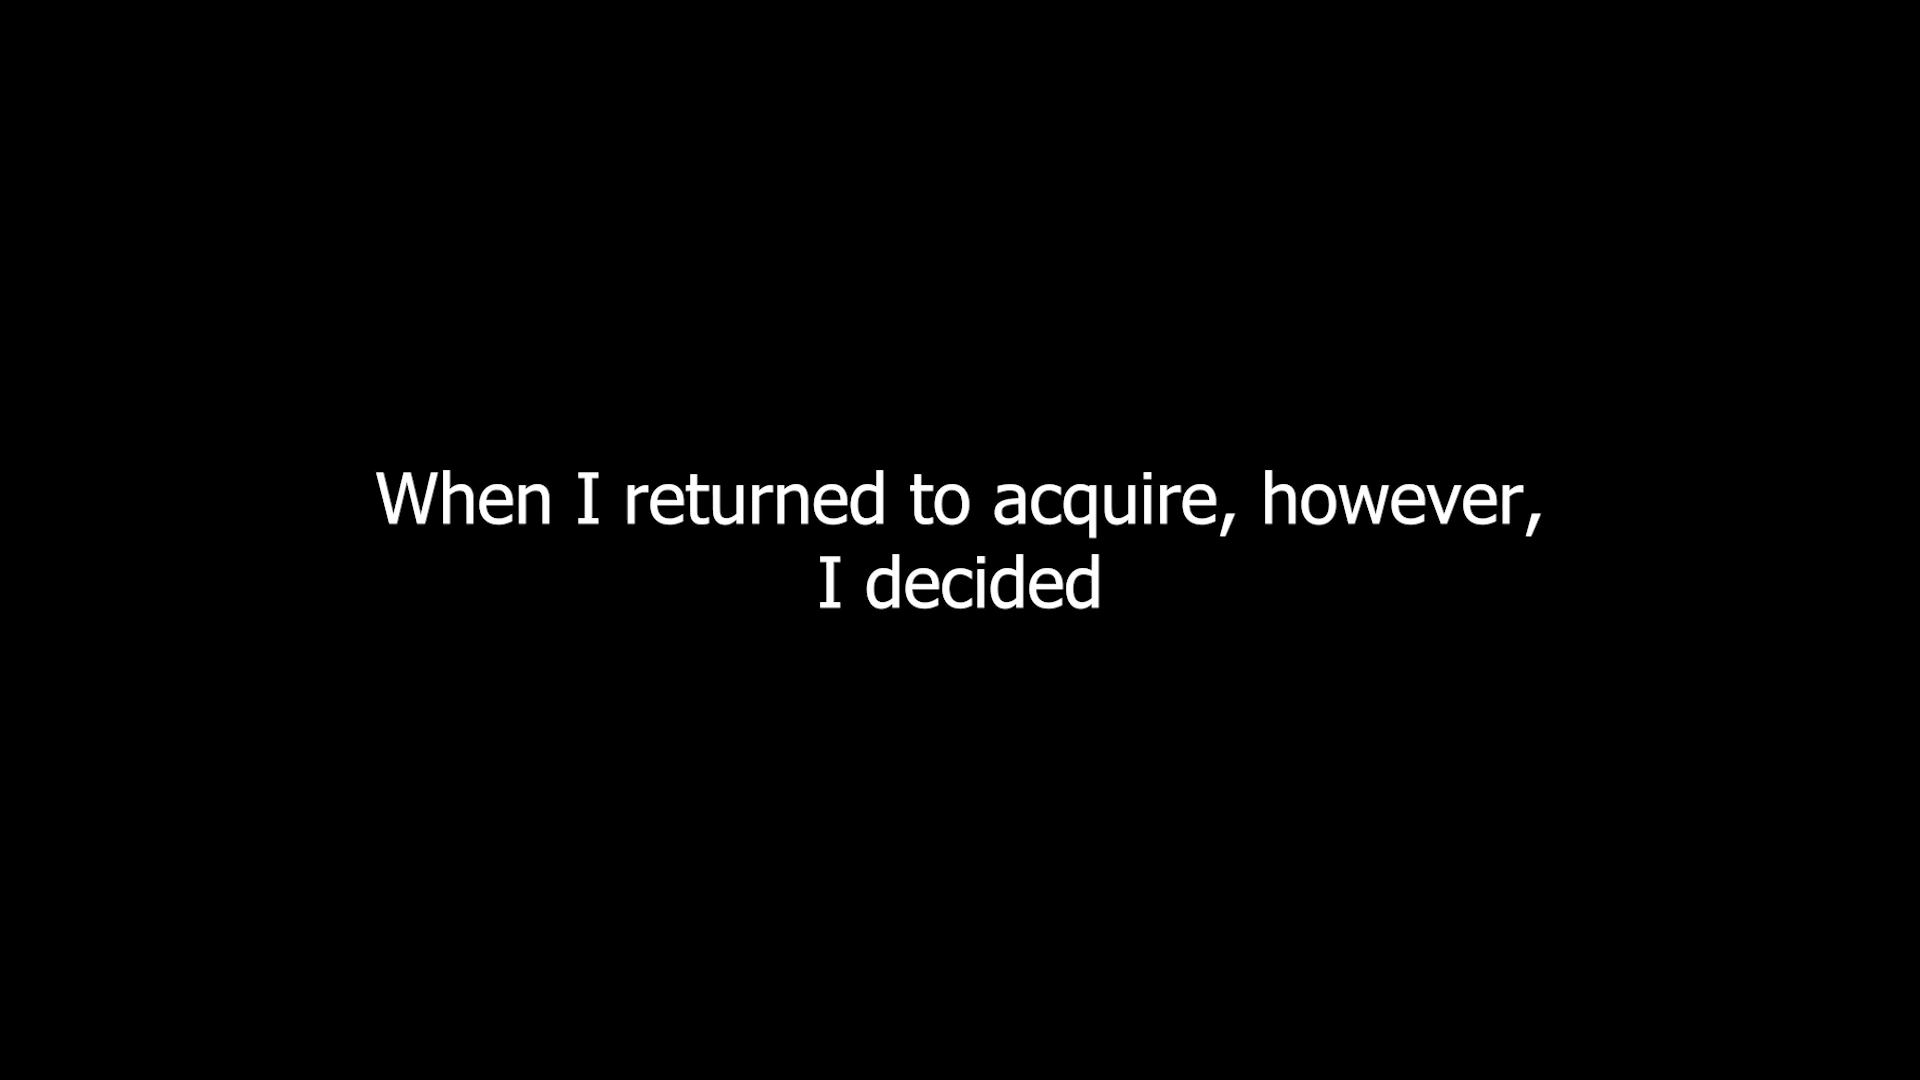 When I returned to acquire, however,
I decided